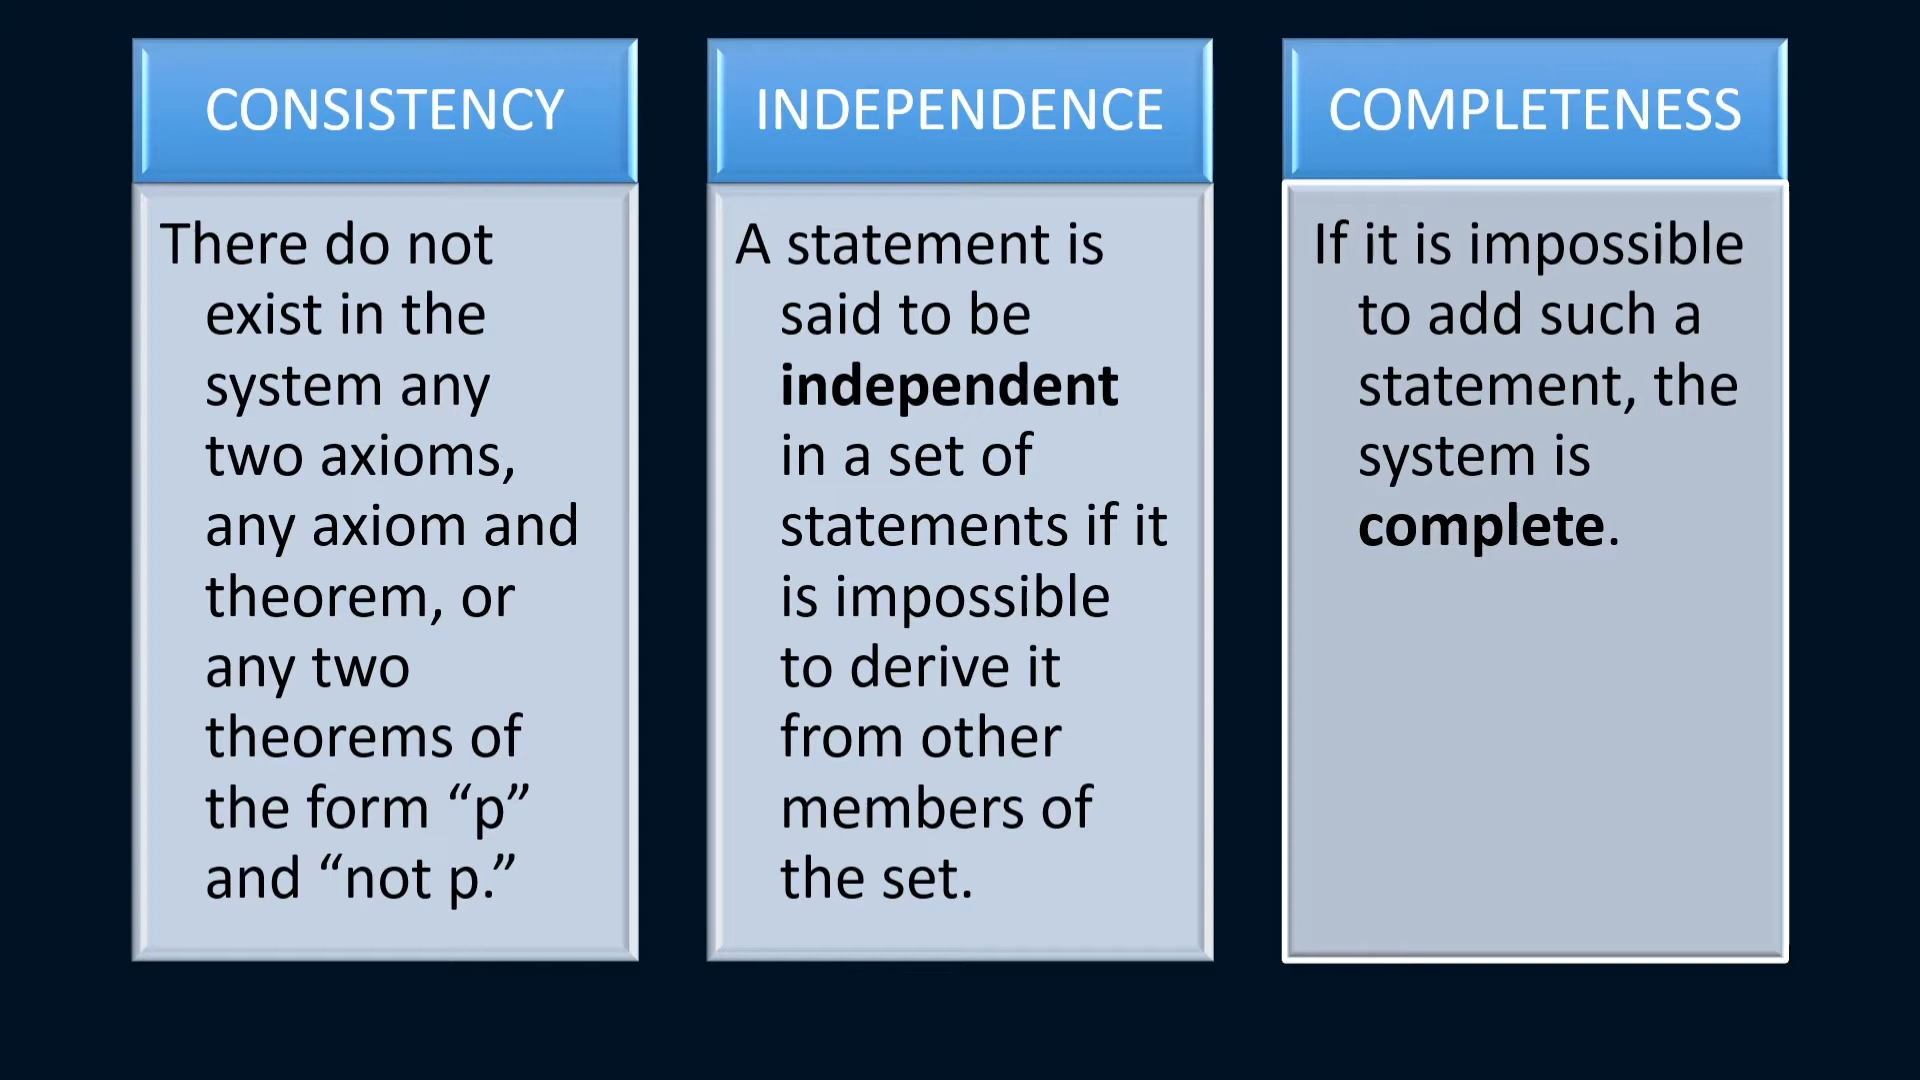 CONSISTENCY
There do not
exist in the
system any
two axioms,
any axiom and
theorem, or
any two
theorems of
the form “p”
and “not p.”
INDEPENDENCE
A statement is
said to be
independent
in a set of
statements if it
is impossible
to derive it
from other
members of
the set.
COMPLETENESS
If it is impossible
to add such a
statement, the
system is
complete.